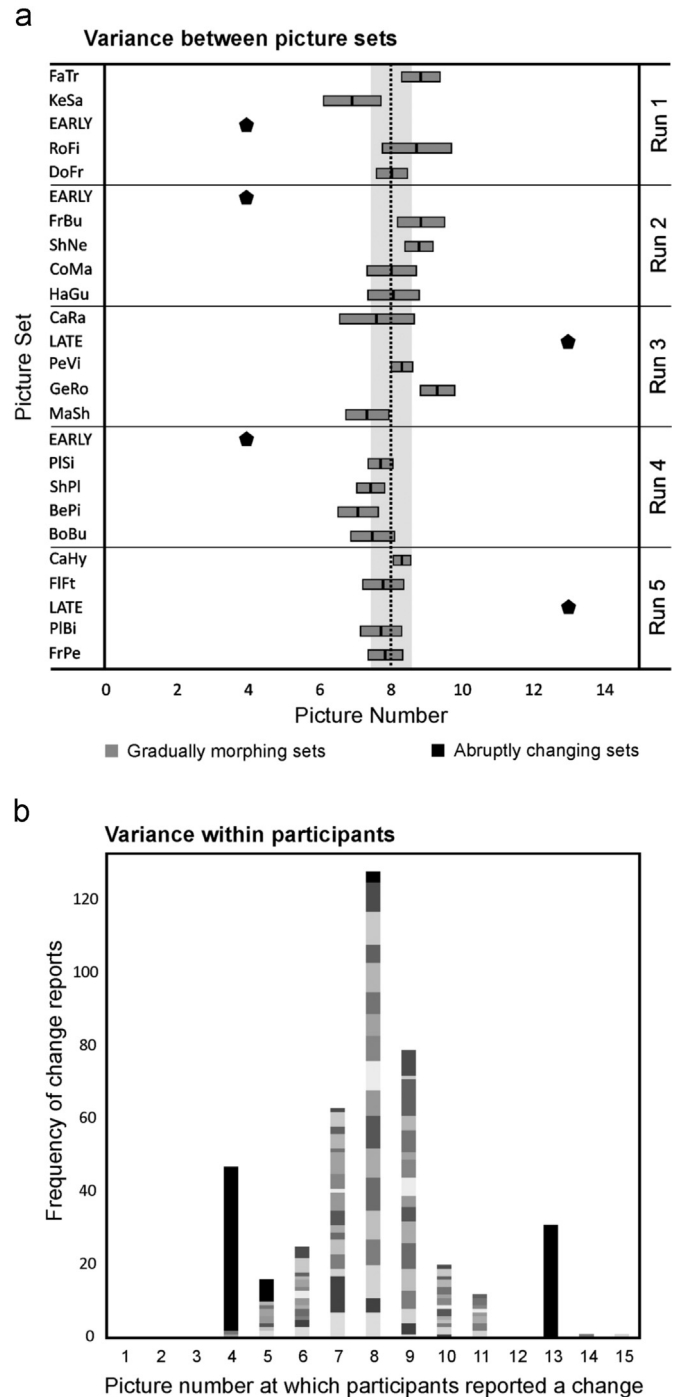 a
Variance between picture sets
Picture Set
FaTr
KeSa
EARLY
RoFi
DoFr
Run 1
EARLY
FrBu
ShNe
CoMa
HaGu
Run 2
CaRa
LATE
PeVi
GeRo
MaSh
Run 3
EARLY
PlSi
ShPl
BePi
BoBu
Run 4
CaHy
FlFt
LATE
PlBi
FrPe
Run 5
0 2 4 6 8 10 12 14
Picture Number
Gradually morphing sets Abruptly changing sets
b
Variance within participants
Frequency of change reports
120
100
80
60
40
20
0
1 2 3 4 5 6 7 8 9 10 11 12 13 14 15
Picture number at which participants reported a change